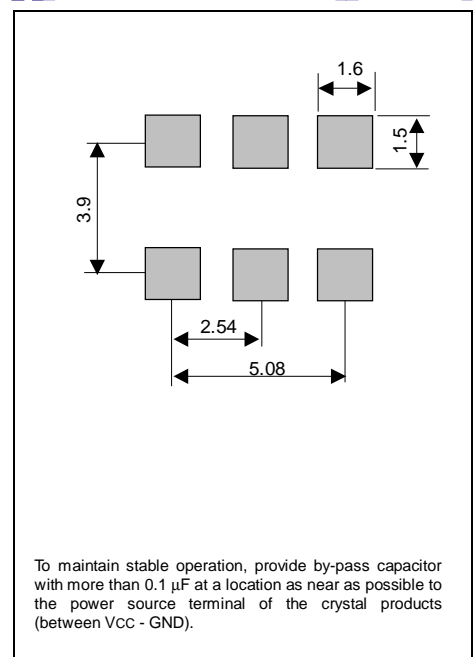 1.6
1.5
3.9
2.54
5.08
To maintain stable operation, provide by-pass capacitor
with more than 0.1 µF at a location as near as possible to
the power source terminal of the crystal products
(between VCC - GND).